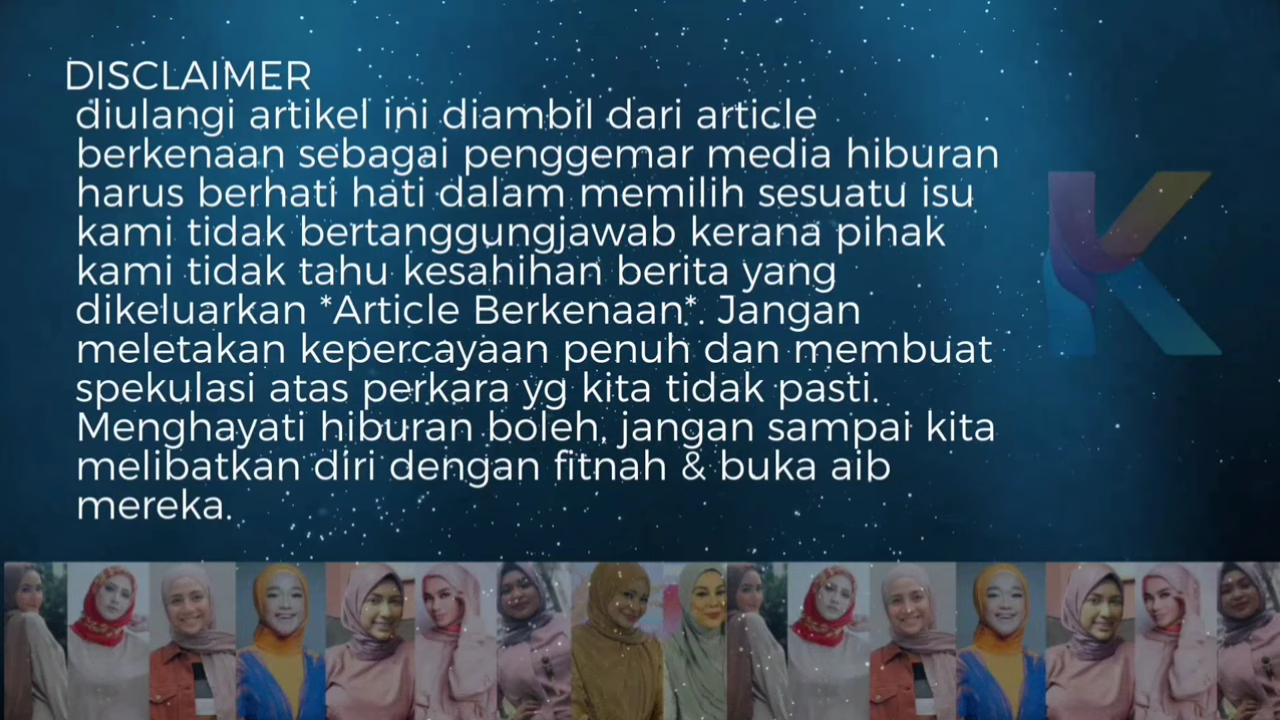 DISCLAIMER
diulangi artikel ini diambil dari article
berkenaan sebagai penggemar media hiburan
harus berhati hati dalam memilih sesuatu isu
kami tidak bertanggungjawab kerana pihak
kami tidak tahu kesahihan berita yang
dikeluarkan *Article Berkenaan*. Jangan
meletakan kepercayaan penuh dan membuat
spekulasi atas perkara yg kita tidak pasti.
Menghayati hiburan boleh, jangan sampai kita
melibatkan diri dengan fitnah & buka aib
mereka.
K